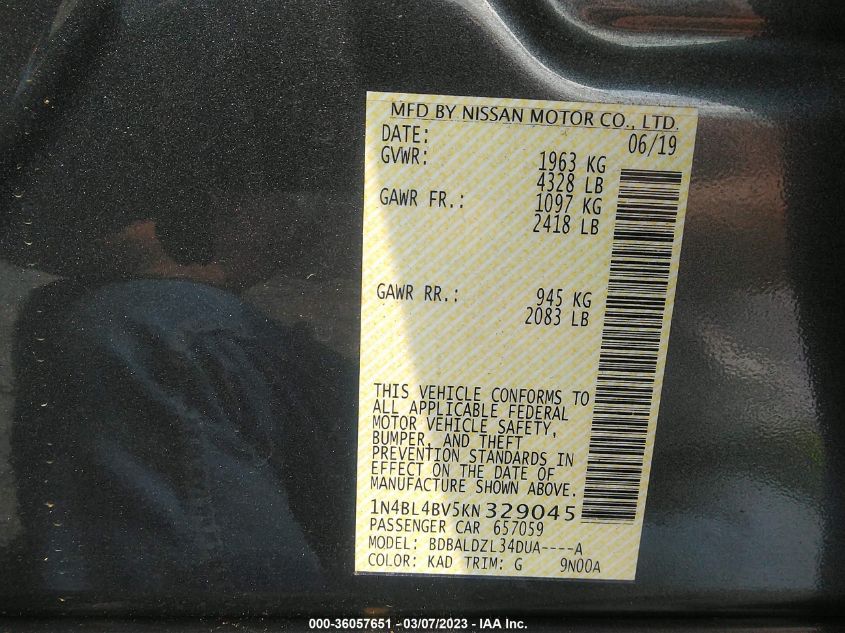 MFD BY NISSAN MOTOR CO., LTD.
DATE: 06/19
GVWR: 1963 KG
4328 LB
GAWR FR.: 1097 KG
2418 LB
GAWR RR.: 945 KG
2083 LB
THIS VEHICLE CONFORMS TO
ALL APPLICABLE FEDERAL
MOTOR VEHICLE SAFETY,
BUMPER, AND THEFT
PREVENTION STANDARDS IN
EFFECT ON THE DATE OF
MANUFACTURE SHOWN ABOVE.
1N4BL4BV5KN329045
PASSENGER CAR 657059
MODEL: BDBALDZL34DUA----A
COLOR: KAD TRIM: G 9N00A
000-36057651 - 03/07/2023 - IAA Inc.